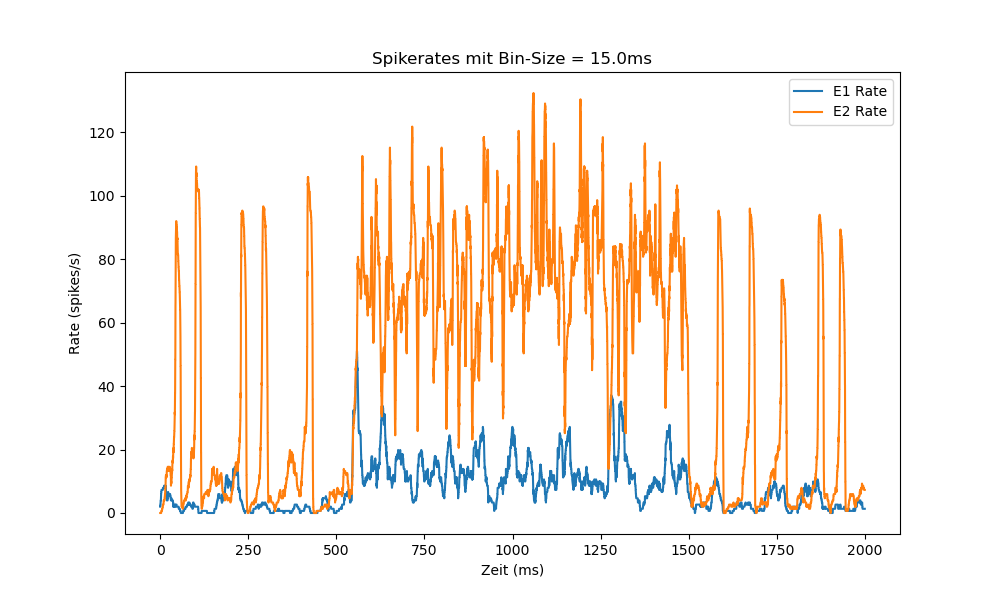 Spikerates mit Bin-Size = 15.0ms
E1 Rate
E2 Rate
Rate (spikes/s)
120
100
80
60
40
20
0
0 250 500 750 1000 1250 1500 1750 2000
Zeit (ms)